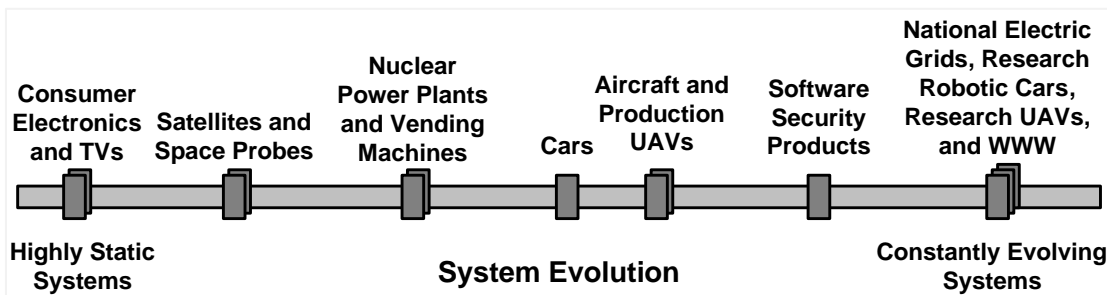 Consumer
Electronics
and TVs
Satellites and
Space Probes
Nuclear
Power Plants
and Vending
Machines
Cars
Aircraft and
Production
UAVs
Software
Security
Products
National Electric
Grids, Research
Robotic Cars,
Research UAVs,
and WWW
Highly Static
Systems
System Evolution
Constantly Evolving
Systems